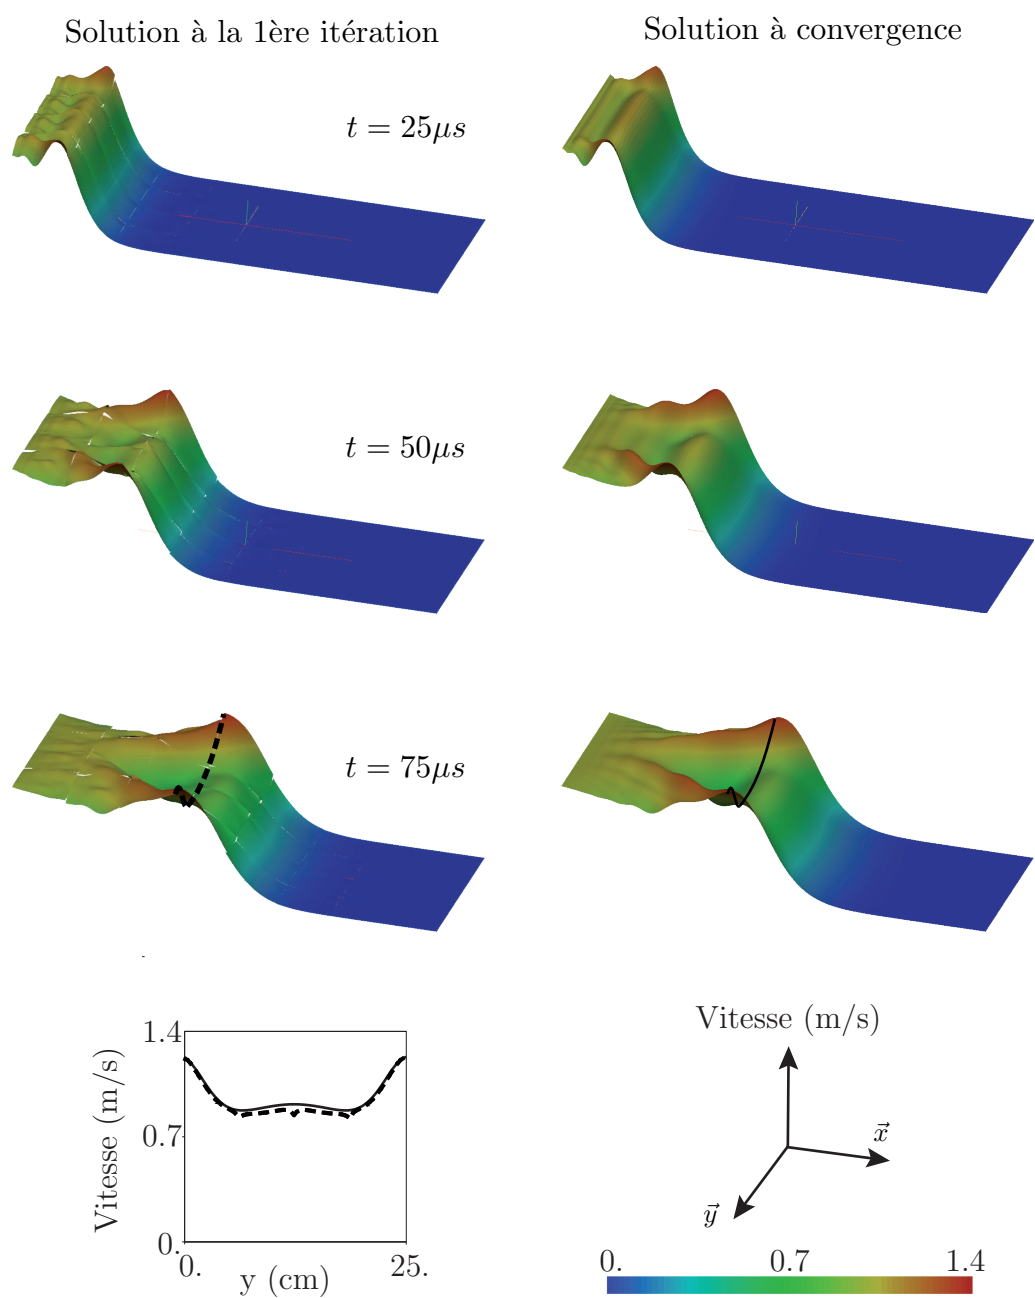 Solution à la 1ère itération
Solution à convergence
t = 25μs
t = 50μs
t = 75μs
Vitesse (m/s)
1.4
0.7
0.
0.
25.
y (cm)
Vitesse (m/s)
x⃗
y⃗
0.
0.7
1.4